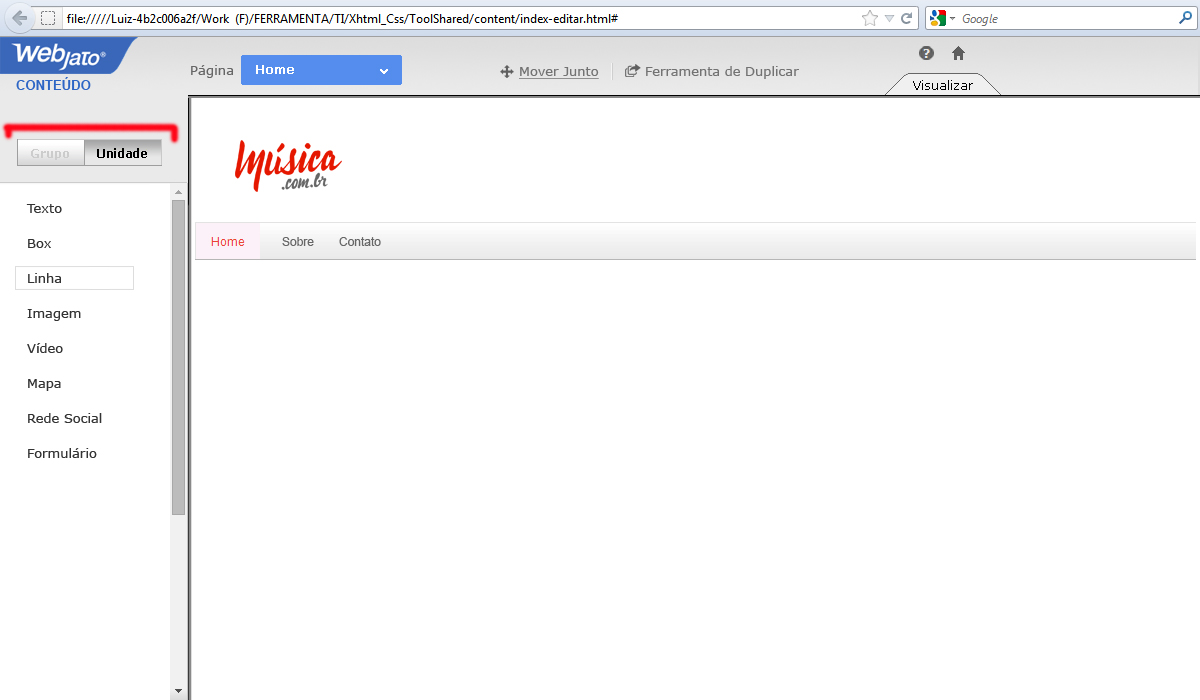 file://///Luiz-4b2c006a2f/Work (F)/FERRAMENTA/TI/Xhtml_Css/ToolShared/content/index-editar.html#
Google
Webjato®
CONTEÚDO
Página
Home
Mover Junto
Ferramenta de Duplicar
?
Visualizar
Grupo
Unidade
Texto
Box
Linha
Imagem
Vídeo
Mapa
Rede Social
Formulário
música
.com.br
Home
Sobre
Contato